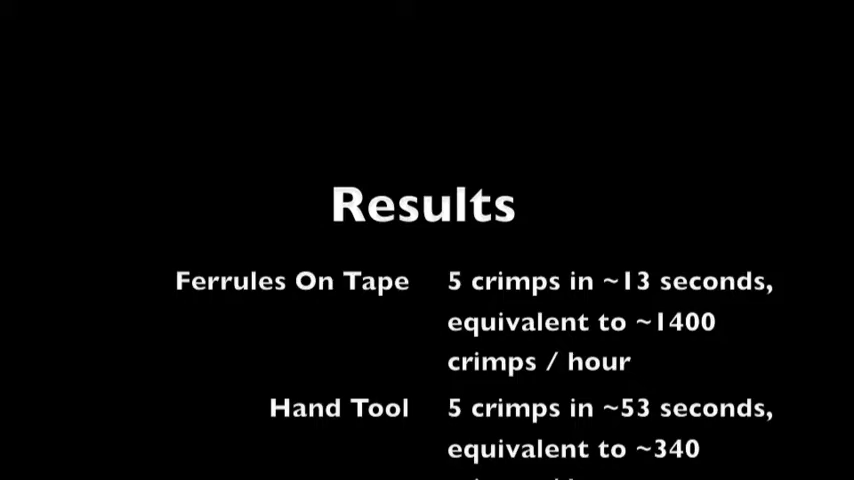 Results
Ferrules On Tape 5 crimps in ~13 seconds,
equivalent to ~1400
crimps / hour
Hand Tool 5 crimps in ~53 seconds,
equivalent to ~340